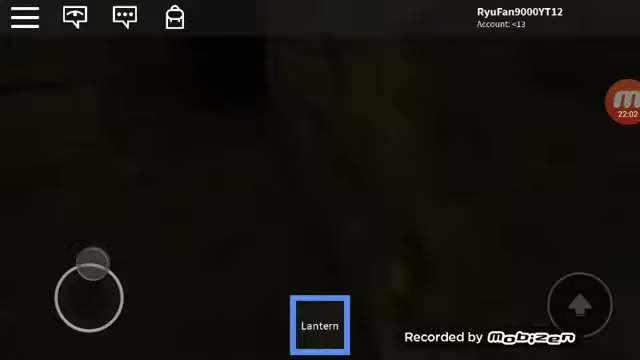 RyuFan9000YT12
Account: <13
22:02
Lantern
Recorded by Mobizen